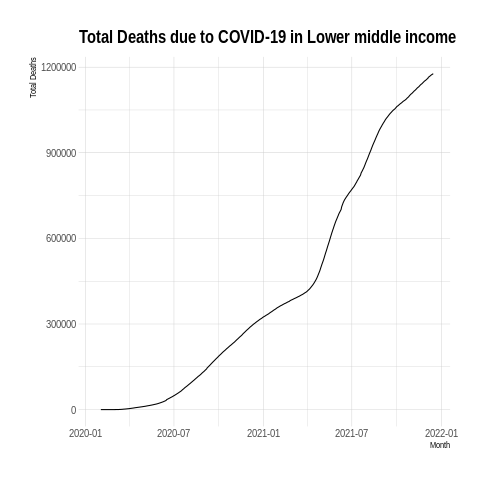 Total Deaths due to COVID-19 in Lower middle income
Total Deaths
1200000
900000
600000
300000
0
2020-01 2020-07 2021-01 2021-07 2022-01
Month